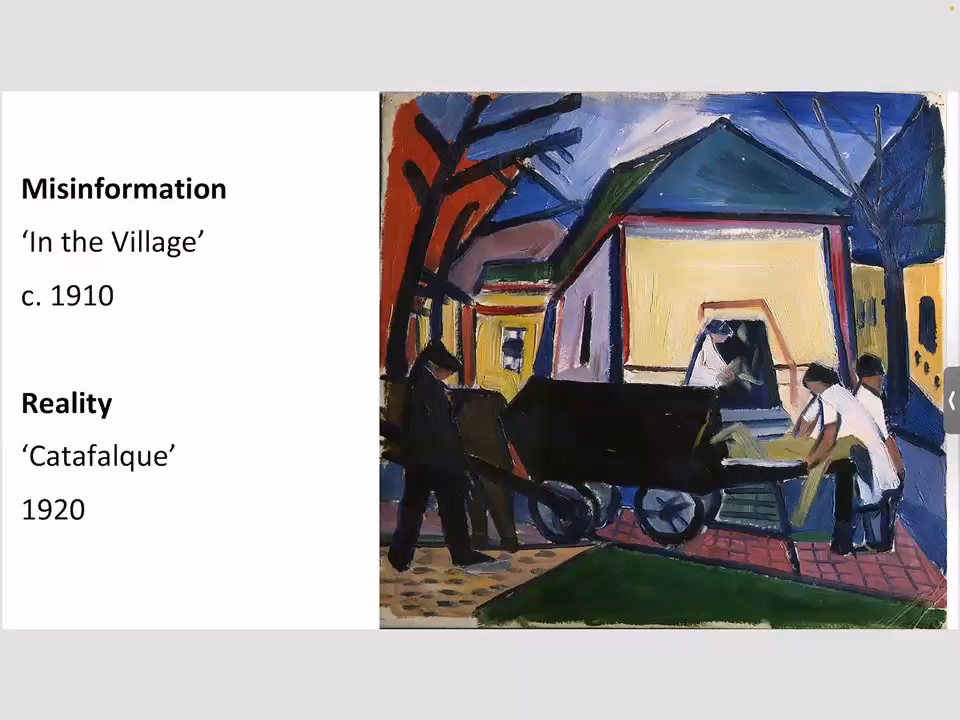 Misinformation
‘In the Village’
c. 1910
Reality
‘Catafalque’
1920